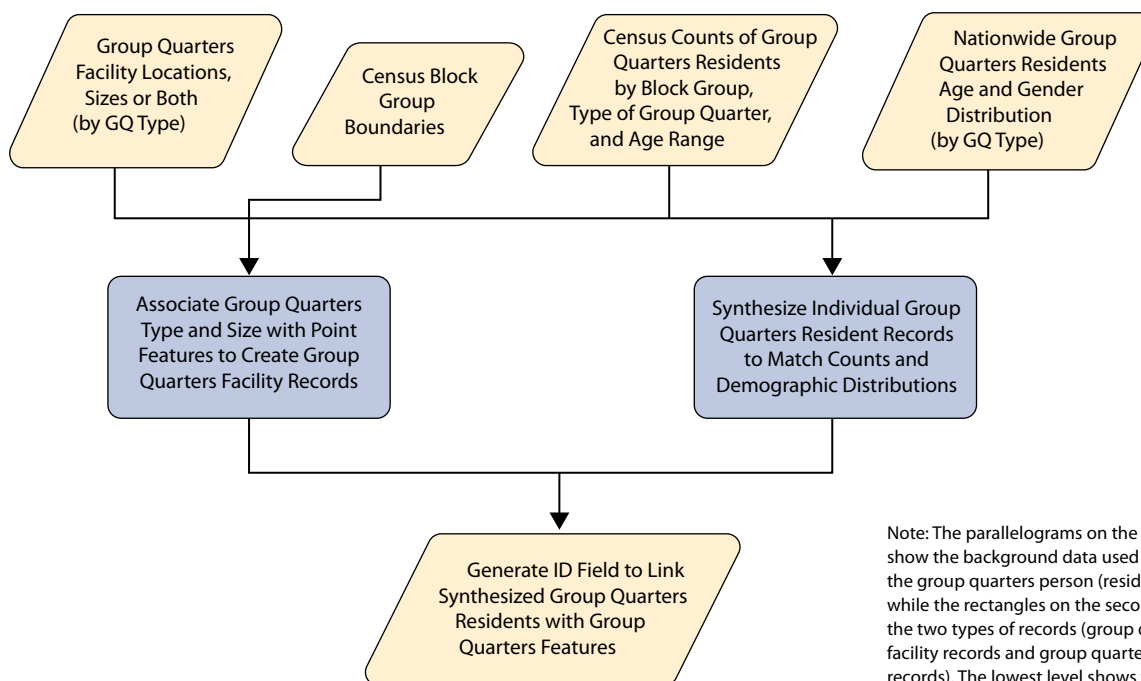 Group Quarters
Facility Locations,
Sizes or Both
(by GQ Type)
Census Block
Group
Boundaries
Census Counts of Group
Quarters Residents
by Block Group,
Type of Group Quarter,
and Age Range
Nationwide Group
Quarters Residents
Age and Gender
Distribution
(by GQ Type)
Associate Group Quarters
Type and Size with Point
Features to Create Group
Quarters Facility Records
Synthesize Individual Group
Quarters Resident Records
to Match Counts and
Demographic Distributions
Generate ID Field to Link
Synthesized Group Quarters
Residents with Group
Quarters Features
Note: The parallelograms on the
show the background data used
the group quarters person (resid
while the rectangles on the seco
the two types of records (group
facility records and group quarte
records). The lowest level shows